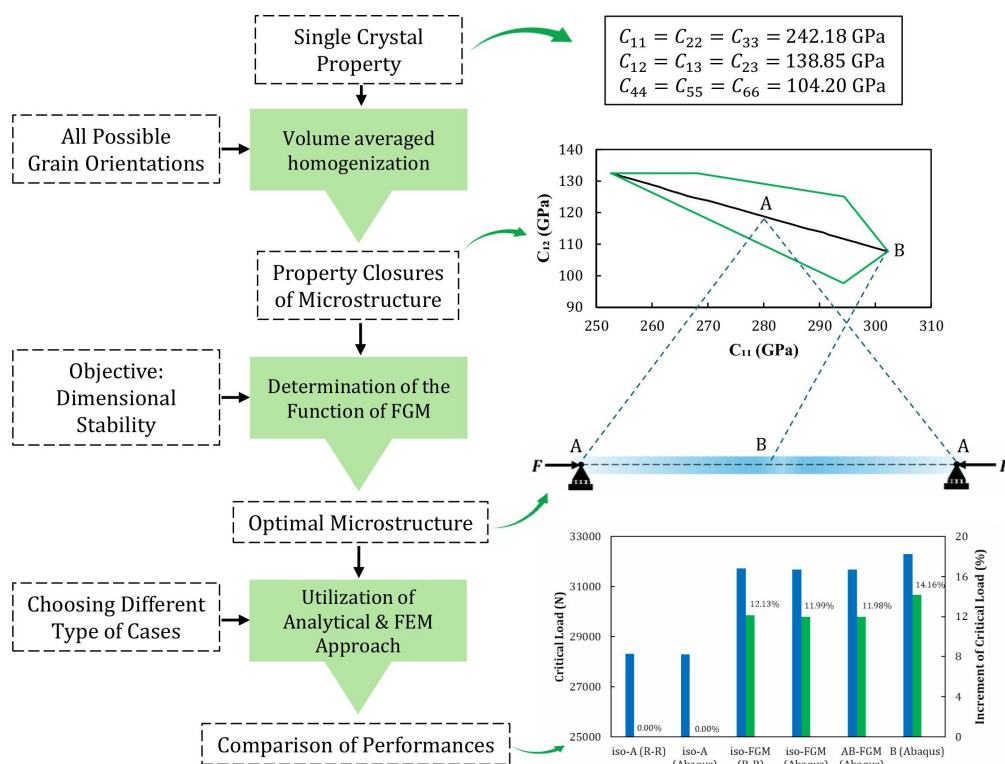 Single Crystal
Property
C₁₁ = C₂₂ = C₃₃ = 242.18 GPa
C₁₂ = C₁₃ = C₂₃ = 138.85 GPa
C₄₄ = C₅₅ = C₆₆ = 104.20 GPa
All Possible
Grain Orientations
Volume averaged
homogenization
Property Closures
of Microstructure
140
130
120
110
100
90
C₁₂ (GPa)
A
B
250
260
270
280
290
300
310
C₁₁ (GPa)
Objective:
Dimensional
Stability
Determination of the
Function of FGM
A
B
A
F
Optimal Microstructure
Choosing Different
Type of Cases
Utilization of
Analytical & FEM
Approach
Comparison of Performances
33000
31000
29000
27000
25000
Critical Load (N)
20
16
12
8
4
0
Increment of Critical Load (%)
0.00%
0.00%
12.13%
11.99%
11.98%
14.16%
iso-A (R-R)
iso-A
(Abaqus)
iso-FGM
(R-R)
iso-FGM
(Abaqus)
AB-FGM
(Abaqus)
B (Abaqus)